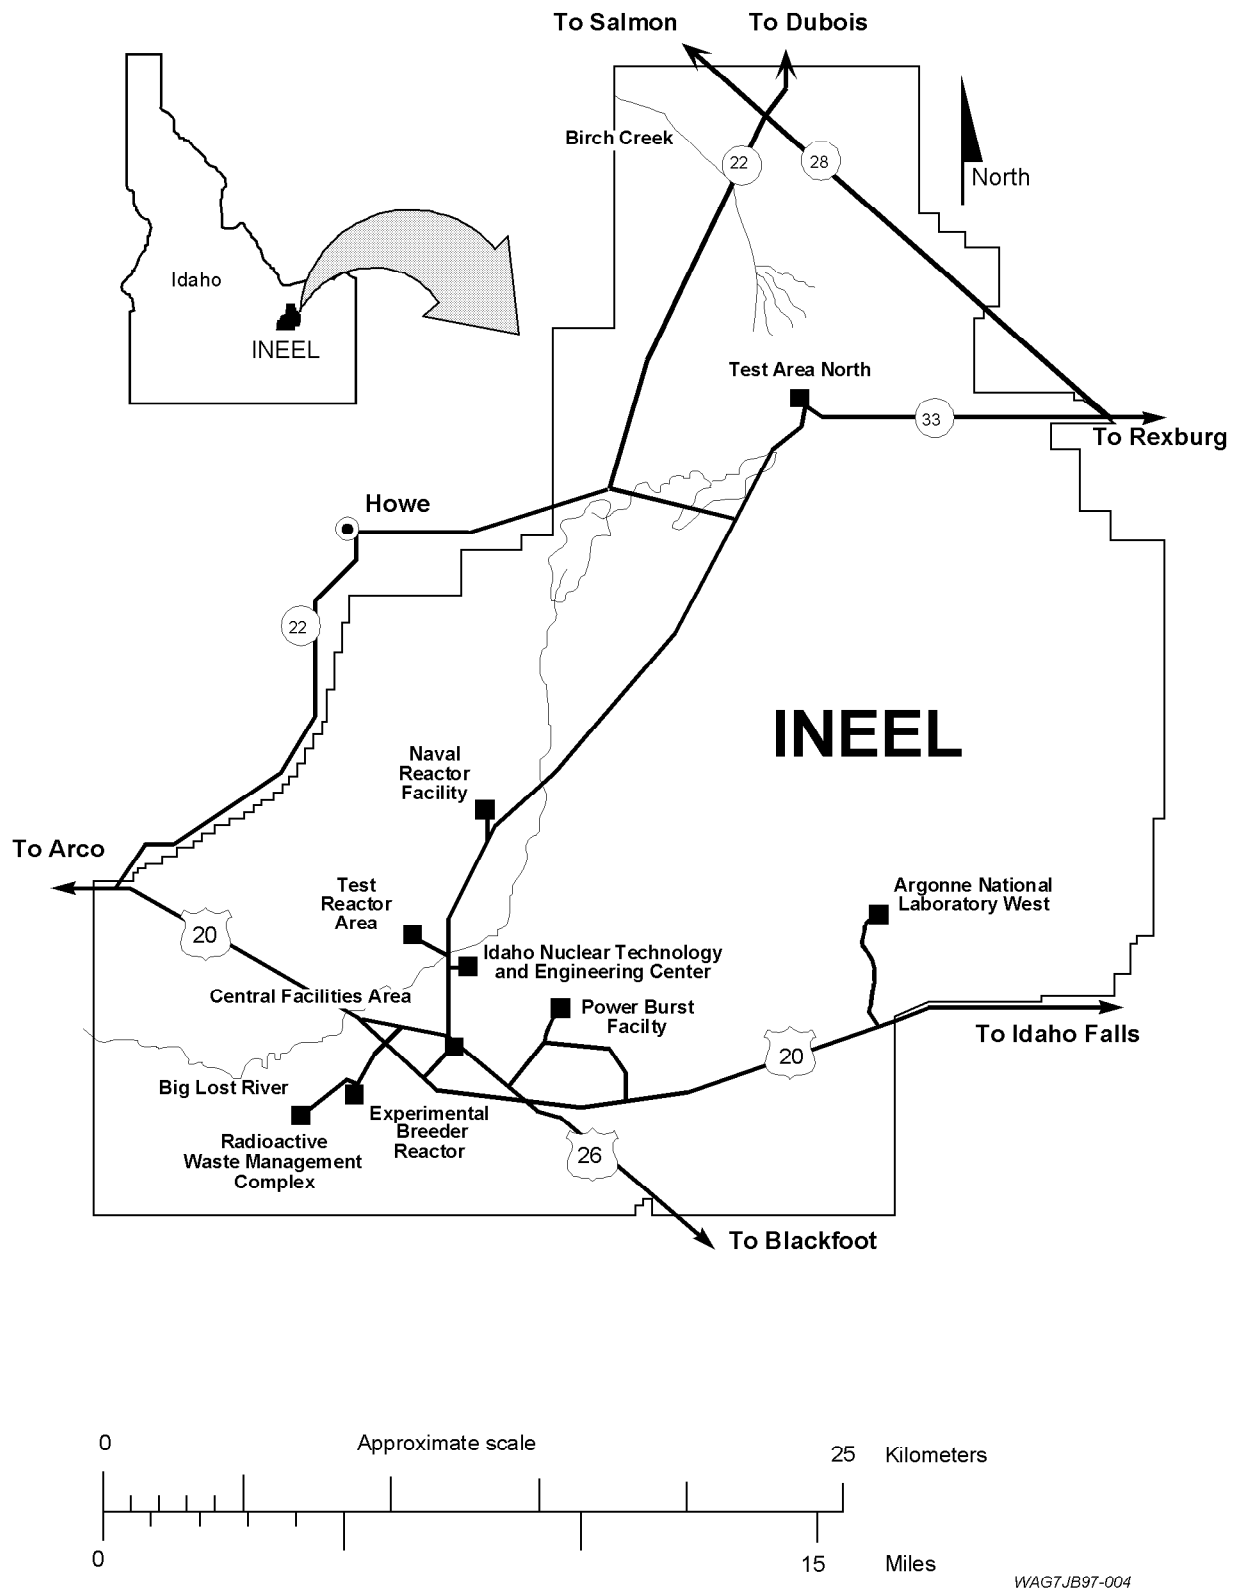 To Salmon
To Dubois
Birch Creek
22
28
North
Idaho
INEEL
Test Area North
33
To Rexburg
Howe
22
INEEL
Naval
Reactor
Facility
To Arco
Test
Reactor
Area
Argonne National
Laboratory West
20
Idaho Nuclear Technology
and Engineering Center
Central Facilities Area
Power Burst
Facilty
To Idaho Falls
20
Big Lost River
Experimental
Breeder
Reactor
Radioactive
Waste Management
Complex
26
To Blackfoot
0
Approximate scale
25
Kilometers
0
15
Miles
WAG7JB97-004